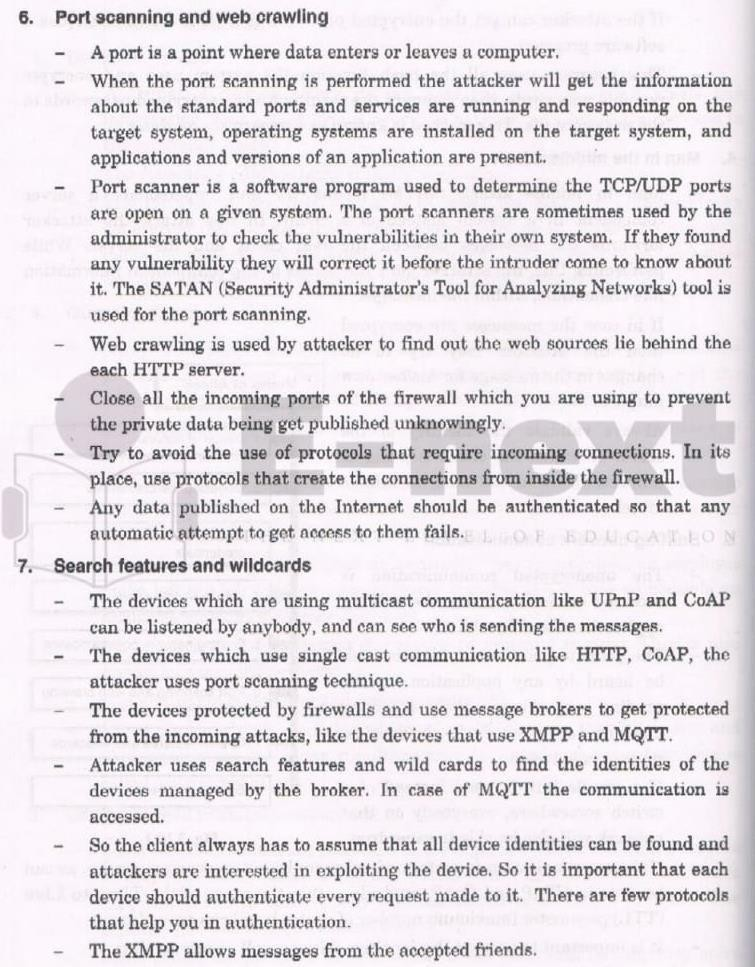 6. Port scanning and web crawling
– A port is a point where data enters or leaves a computer.
– When the port scanning is performed the attacker will get the information
about the standard ports and services are running and responding on the
target system, operating systems are installed on the target system, and
applications and versions of an application are present.
– Port scanner is a software program used to determine the TCP/UDP ports
are open on a given system. The port scanners are sometimes used by the
administrator to check the vulnerabilities in their own system. If they found
any vulnerability they will correct it before the intruder come to know about
it. The SATAN (Security Administrator's Tool for Analyzing Networks) tool is
used for the port scanning.
– Web crawling is used by attacker to find out the web sources lie behind the
each HTTP server.
– Close all the incoming ports of the firewall which you are using to prevent
the private data being get published unknowingly.
– Try to avoid the use of protocols that require incoming connections. In its
place, use protocols that create the connections from inside the firewall.
– Any data published on the Internet should be authenticated so that any
automatic attempt to get access to them fails.
E-next
LEVEL OF EDUCATION
7. Search features and wildcards
– The devices which are using multicast communication like UPnP and CoAP
can be listened by anybody, and can see who is sending the messages.
– The devices which use single cast communication like HTTP, CoAP, the
attacker uses port scanning technique.
– The devices protected by firewalls and use message brokers to get protected
from the incoming attacks, like the devices that use XMPP and MQTT.
– Attacker uses search features and wild cards to find the identities of the
devices managed by the broker. In case of MQTT the communication is
accessed.
– So the client always has to assume that all device identities can be found and
attackers are interested in exploiting the device. So it is important that each
device should authenticate every request made to it. There are few protocols
that help you in authentication.
– The XMPP allows messages from the accepted friends.